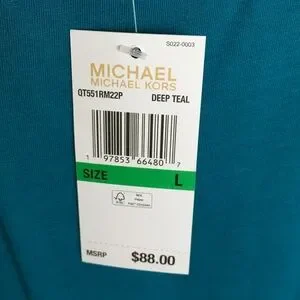 S022-0003
MICHAEL
MICHAEL KORS
QT551RM22P DEEP TEAL
1 97853 66480 7
SIZE L
MSRP $88.00